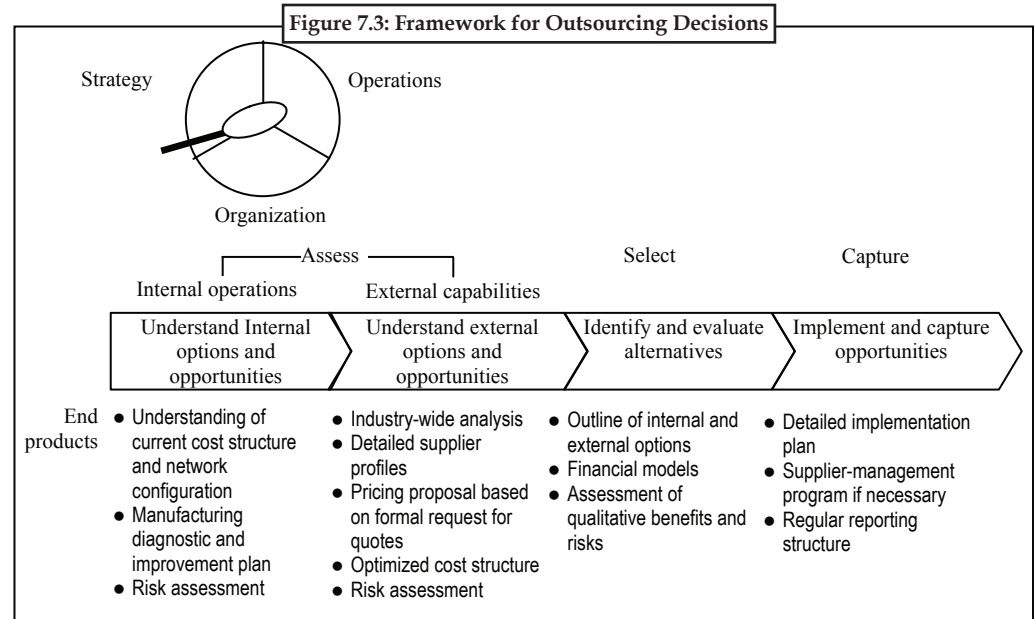 Figure 7.3: Framework for Outsourcing Decisions
Strategy
Operations
Organization
Assess
Select
Capture
Internal operations
External capabilities
Understand Internal
options and
opportunities
Understand external
options and
opportunities
Identify and evaluate
alternatives
Implement and capture
opportunities
End
products
● Understanding of
current cost structure
and network
configuration
● Manufacturing
diagnostic and
improvement plan
● Risk assessment
● Industry-wide analysis
● Detailed supplier
profiles
● Pricing proposal based
on formal request for
quotes
● Optimized cost structure
● Risk assessment
● Outline of internal and
external options
● Financial models
● Assessment of
qualitative benefits and
risks
● Detailed implementation
plan
● Supplier-management
program if necessary
● Regular reporting
structure